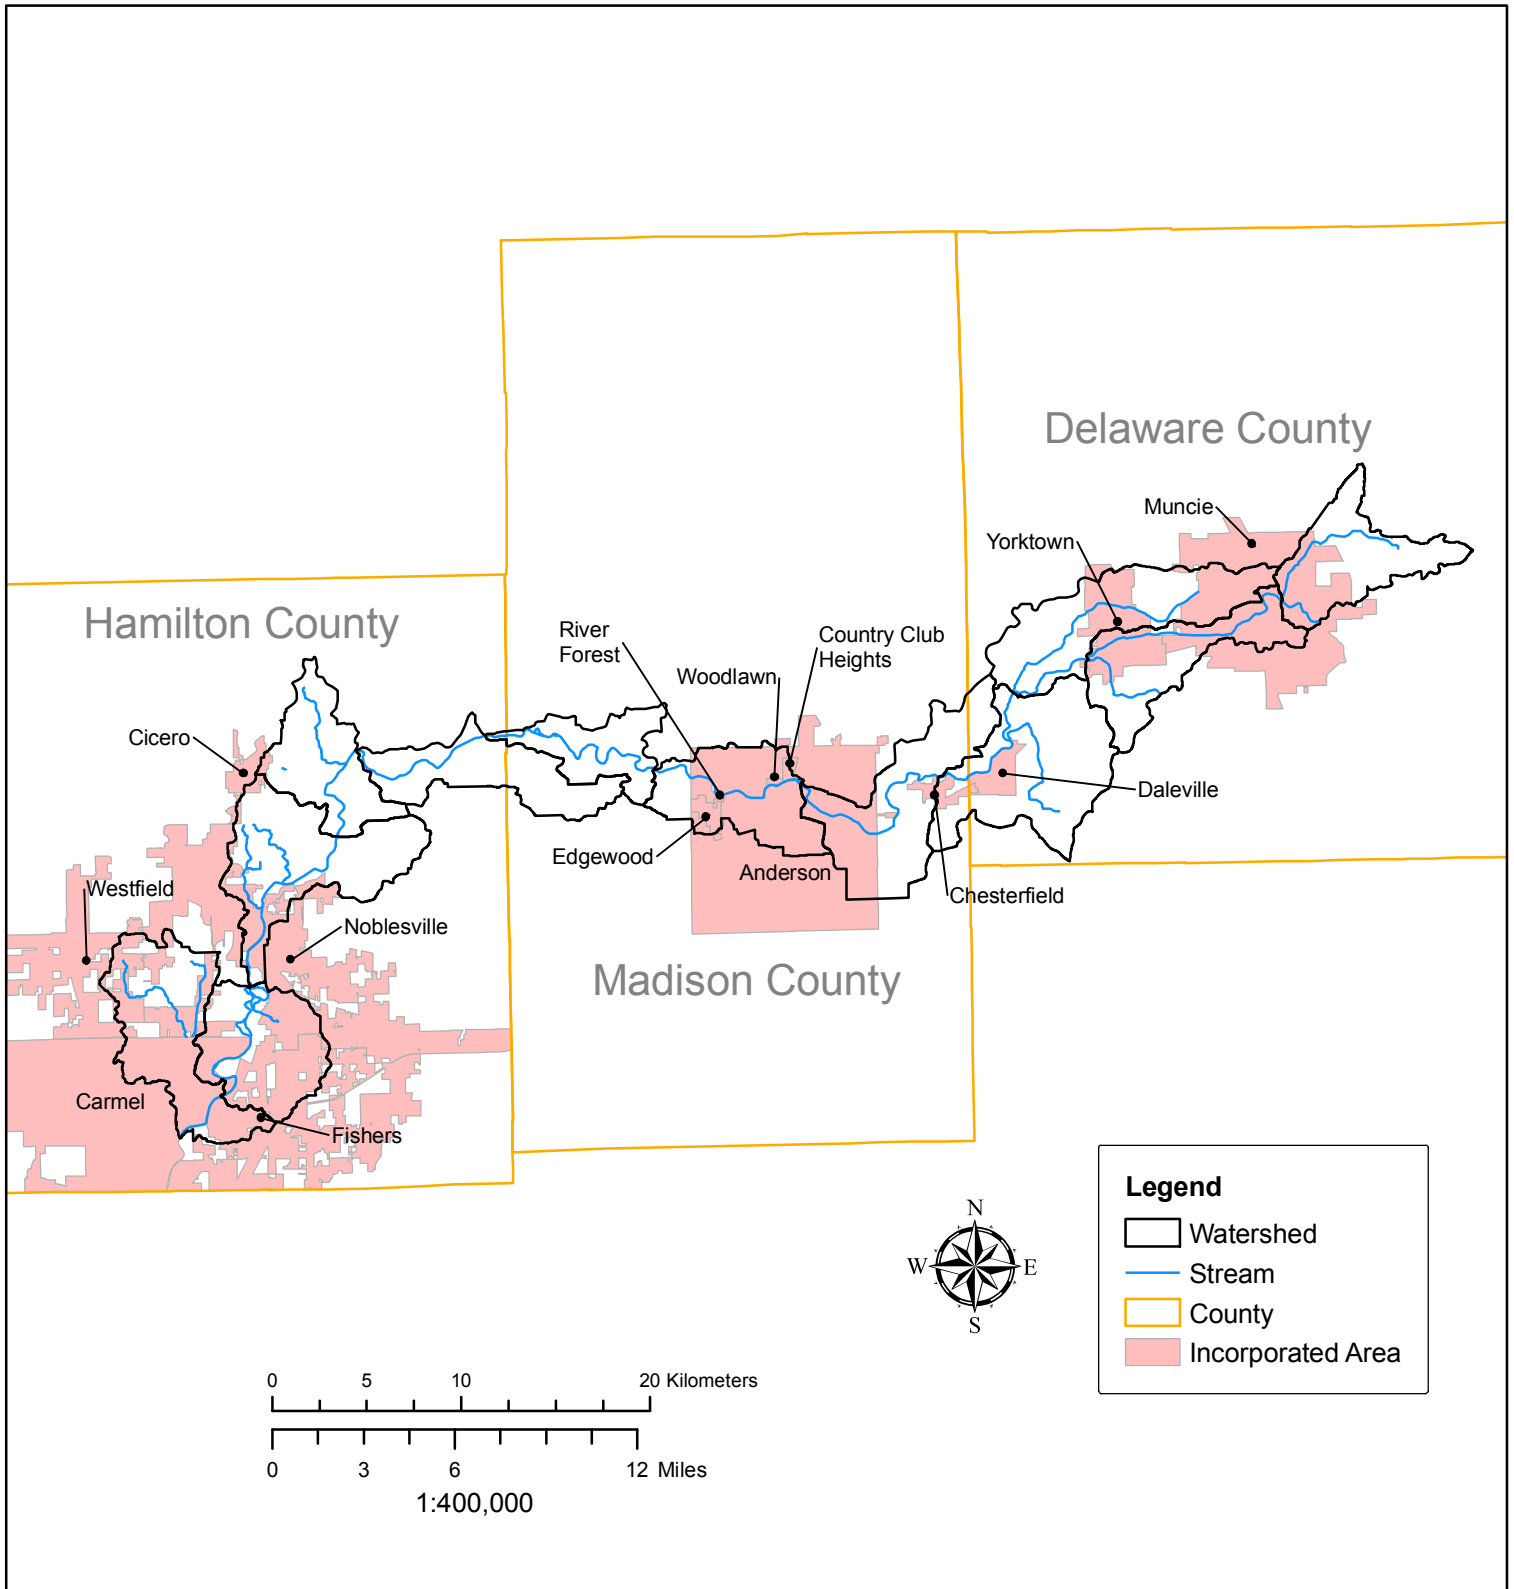 Delaware County
Muncie
Yorktown
Hamilton County
River
Forest
Country Club
Heights
Woodlawn
Cicero
Daleville
Edgewood
Anderson
Westfield
Chesterfield
Noblesville
Madison County
Carmel
Fishers
Legend
Watershed
Stream
County
Incorporated Area
N
W E
S
0 5 10 20 Kilometers
0 3 6 12 Miles
1:400,000